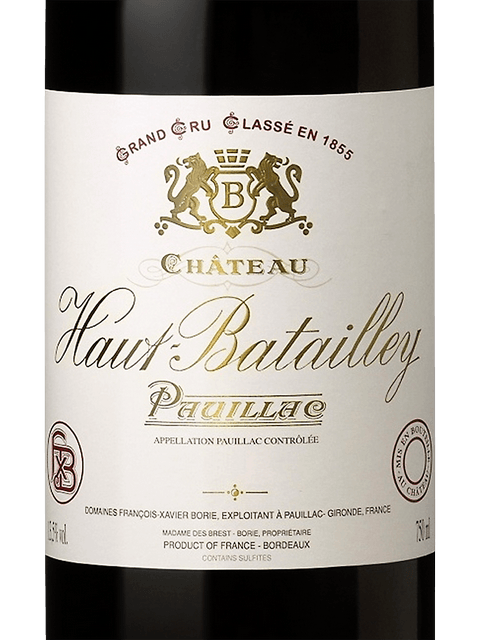 GRAND CRU CLASSÉ EN 1855
B
CHÂTEAU
Haut-Batailley
PAUILLAC
APPELLATION PAUILLAC CONTRÔLÉE
FXB
MIS EN BOUTEILLE AU CHÂTEAU
DOMAINES FRANÇOIS-XAVIER BORIE, EXPLOITANT À PAUILLAC- GIRONDE, FRANCE
MADAME DES BREST - BORIE, PROPRIÉTAIRE
vol.
750 ml
PRODUCT OF FRANCE - BORDEAUX
CONTAINS SULFITES